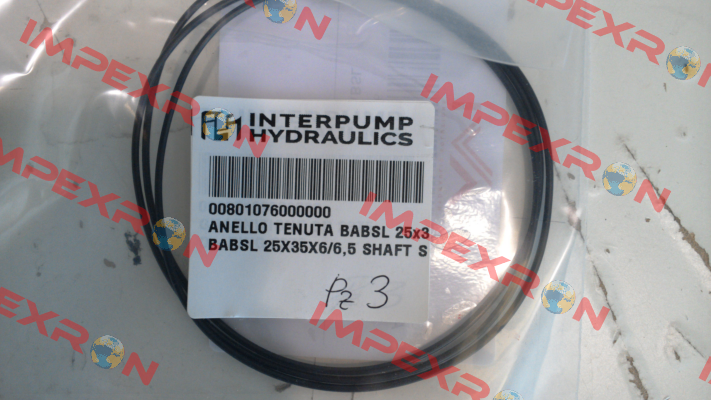 INTERPUMP
HYDRAULICS
00801076000000
ANELLO TENUTA BABSL 25x3
BABSL 25X35X6/6,5 SHAFT S
Pz 3
IMPEXRON
IMPEXRON
IMPEXRON
IMPEXRON
IMPEXRON
IMPEXRON